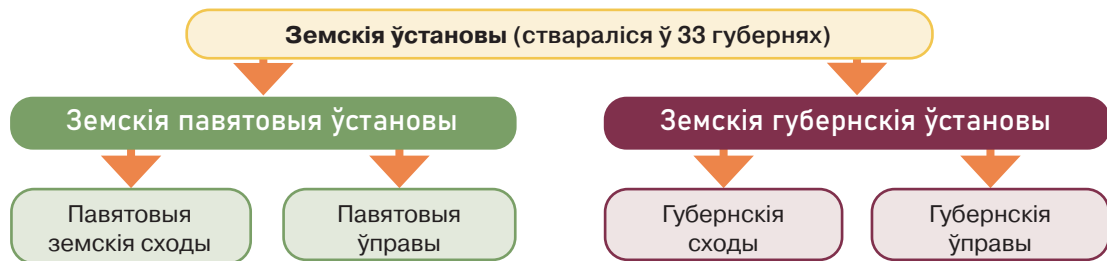 Земскія ўстановы (ствараліся ў 33 губернях)
Земскія павятовыя ўстановы
Земскія губернскія ўстановы
Павятовыя
земскія сходы
Павятовыя
ўправы
Губернскія
сходы
Губернскія
ўправы